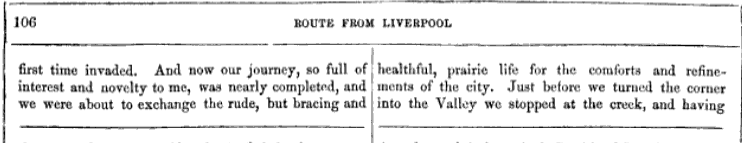 106
ROUTE FROM LIVERPOOL
first time invaded. And now our journey, so full of
interest and novelty to me, was nearly completed, and
we were about to exchange the rude, but bracing and
healthful, prairie life for the comforts and refine-
ments of the city. Just before we turned the corner
into the Valley we stopped at the creek, and having